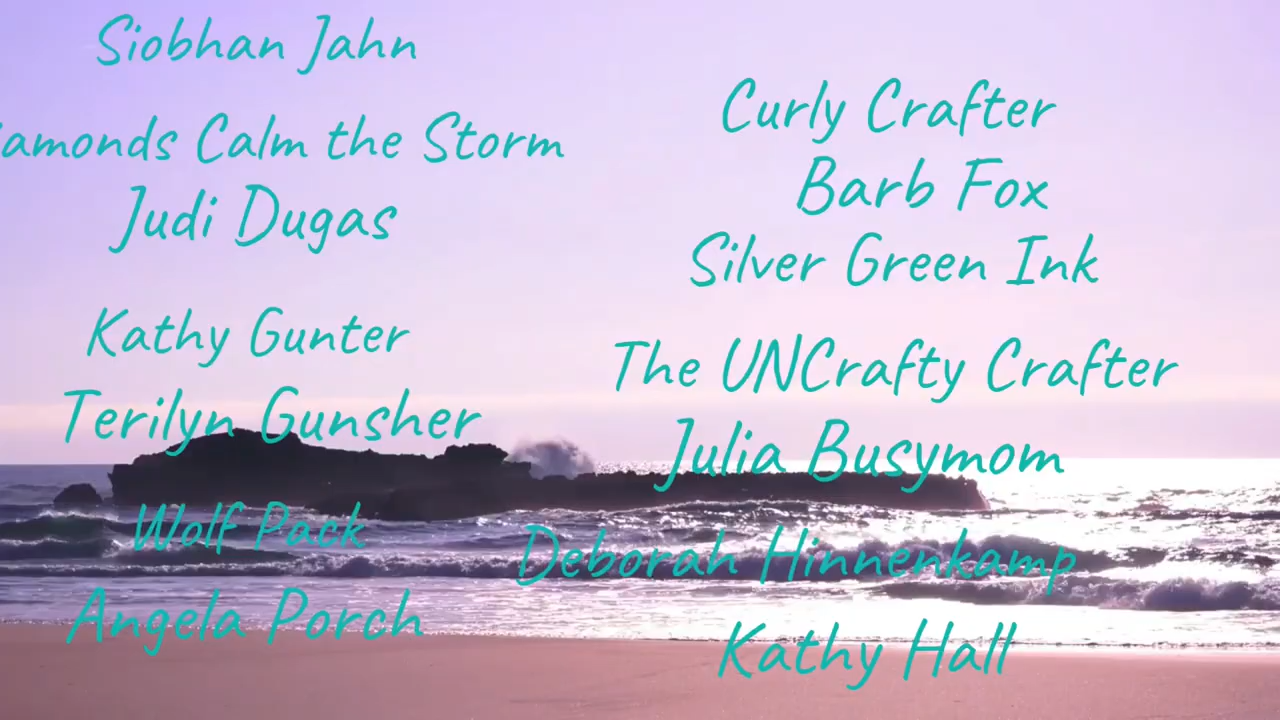 Siobhan Jahn
amonds Calm the Storm
Judi Dugas
Kathy Gunter
Terilyn Gunsher
Wolf Pack
Angela Porch
Curly Crafter
Barb Fox
Silver Green Ink
The UNCrafty Crafter
Julia Busymom
Deborah Hinnenkamp
Kathy Hall